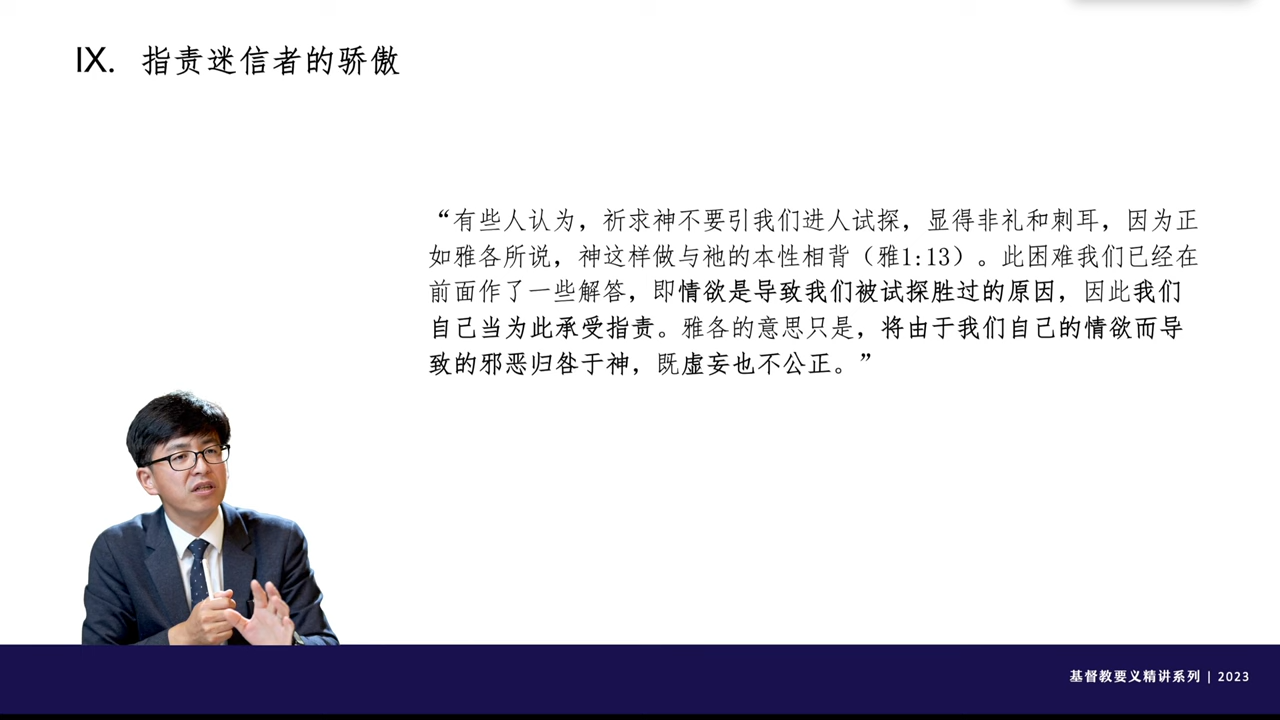 IX. 指责迷信者的骄傲
“有些人认为，祈求神不要引我们进人试探，显得非礼和刺耳，因为正
如雅各所说，神这样做与祂的本性相背（雅1:13）。此困难我们已经在
前面作了一些解答，即情欲是导致我们被试探胜过的原因，因此我们
自己当为此承受指责。雅各的意思只是，将由于我们自己的情欲而导
致的邪恶归咎于神，既虚妄也不公正。”
基督教要义精讲系列 | 2023